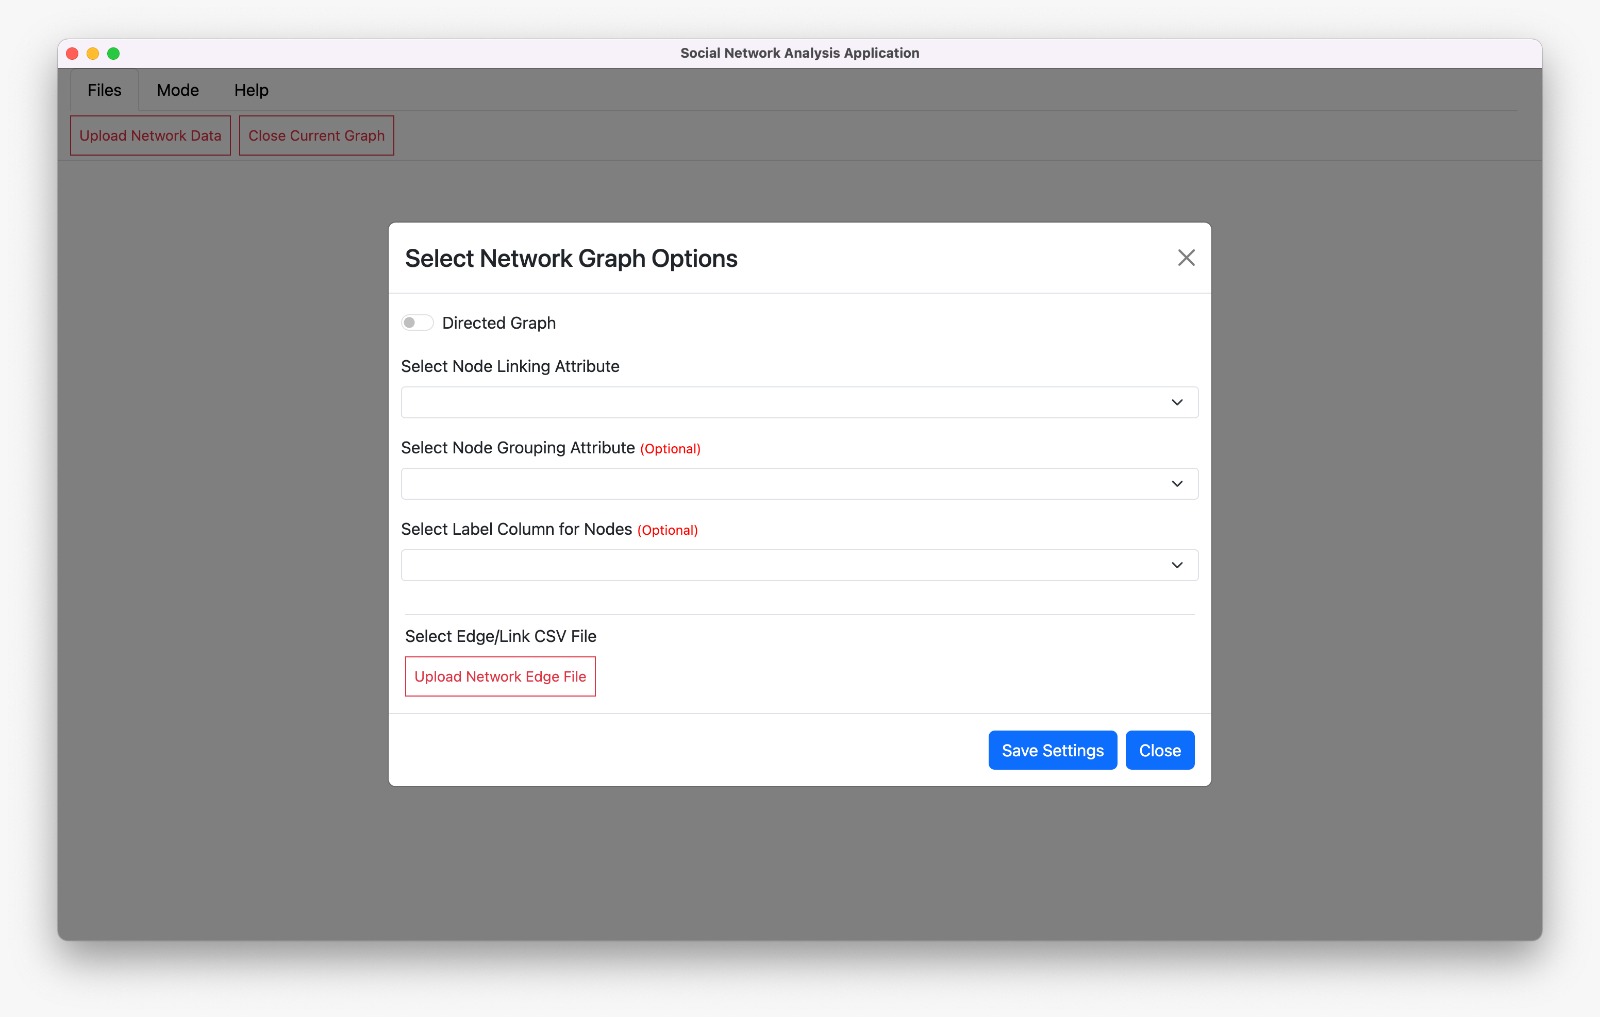 Social Network Analysis Application
Files Mode Help
Upload Network Data Close Current Graph
Select Network Graph Options
Directed Graph
Select Node Linking Attribute
Select Node Grouping Attribute (Optional)
Select Label Column for Nodes (Optional)
Select Edge/Link CSV File
Upload Network Edge File
Save Settings Close